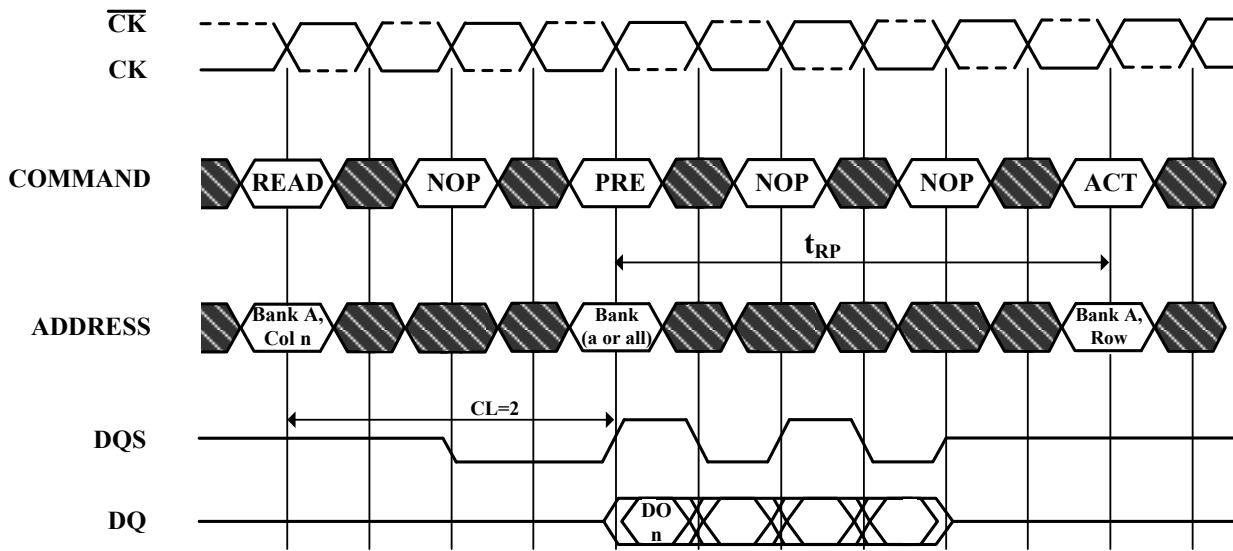 CK
CK
COMMAND
READ
NOP
PRE
NOP
NOP
ACT
tRP
ADDRESS
Bank A,
Col n
Bank
(a or all)
Bank A,
Row
CL=2
DQS
DQ
DO
n